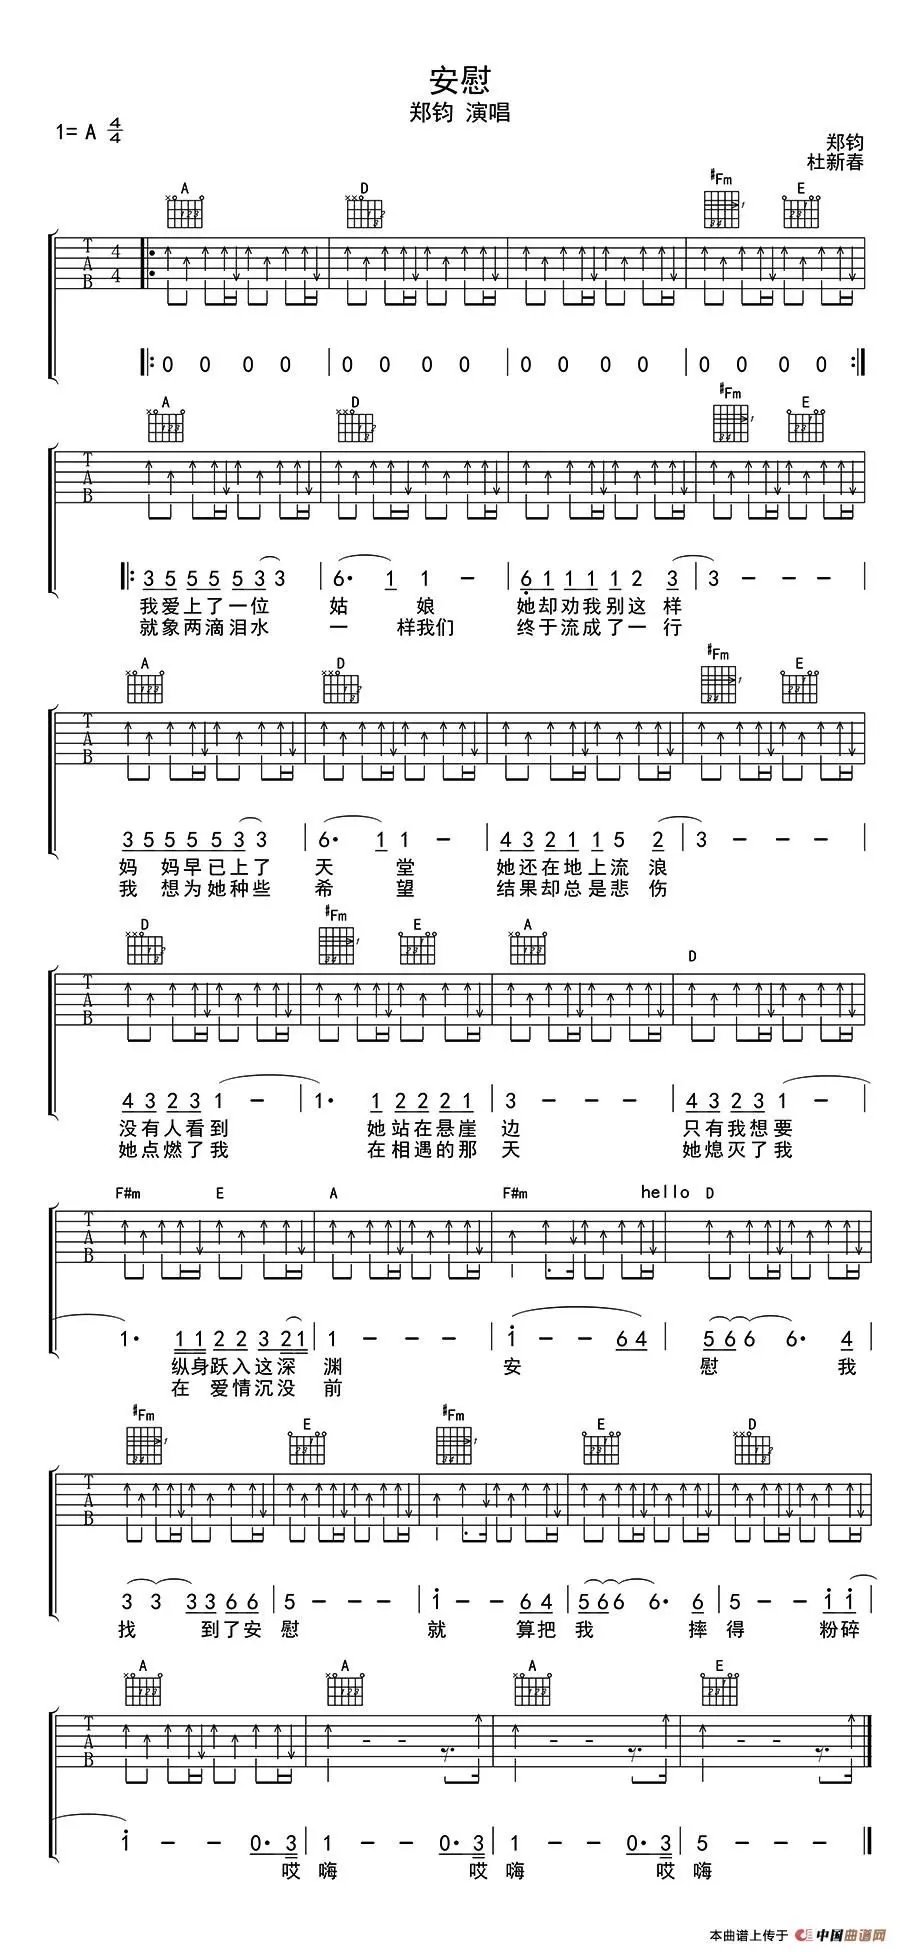 安慰
郑钧 演唱
1= A 4/4
郑钧
杜新春
A D #Fm E
T A B 4 4
0 0 0 0 0 0 0 0 0 0 0 0 0 0 0 0
A D #Fm E
T A B
3 5 5 5 5 3 3 6· 1 1 - 6 1 1 1 1 2 3 3 - - -
我爱上了一位 姑 娘 她却劝我别这样
就象两滴泪水 一 样我们 终于流成了一行
A D #Fm E
T A B
3 5 5 5 5 3 3 6· 1 1 - 4 3 2 1 1 5 2 3 - - -
妈 妈早已上了 天 堂 她还在地上流 浪
我 想为她种些 希 望 结果却总是悲 伤
D #Fm E A D
T A B
4 3 2 3 1 - 1· 1 2 2 2 1 3 - - - 4 3 2 3 1 -
没有人看到 她站在悬崖 边 只有我想要
她点燃了我 在相遇的那 天 她熄灭了我
F#m E A F#m hello D
T A B
1· 1 1 2 2 3 2 1 1 - - - 1 - - 6 4 5 6 6 6· 4
纵身跃入这深 渊 安 慰 我
在 爱情沉没 前
#Fm E #Fm E D
T A B
3 3 3 3 6 6 5 - - - 1 - - 6 4 5 6 6 6· 6 5 - - 1 1
找 到了安 慰 就 算把 我 摔 得 粉碎
A A A E
T A B
1 - - 0· 3 1 - - 0· 3 1 - - 0· 3 5 - -
哎 嗨 哎 嗨 哎 嗨
本曲谱上传于 中国曲谱网